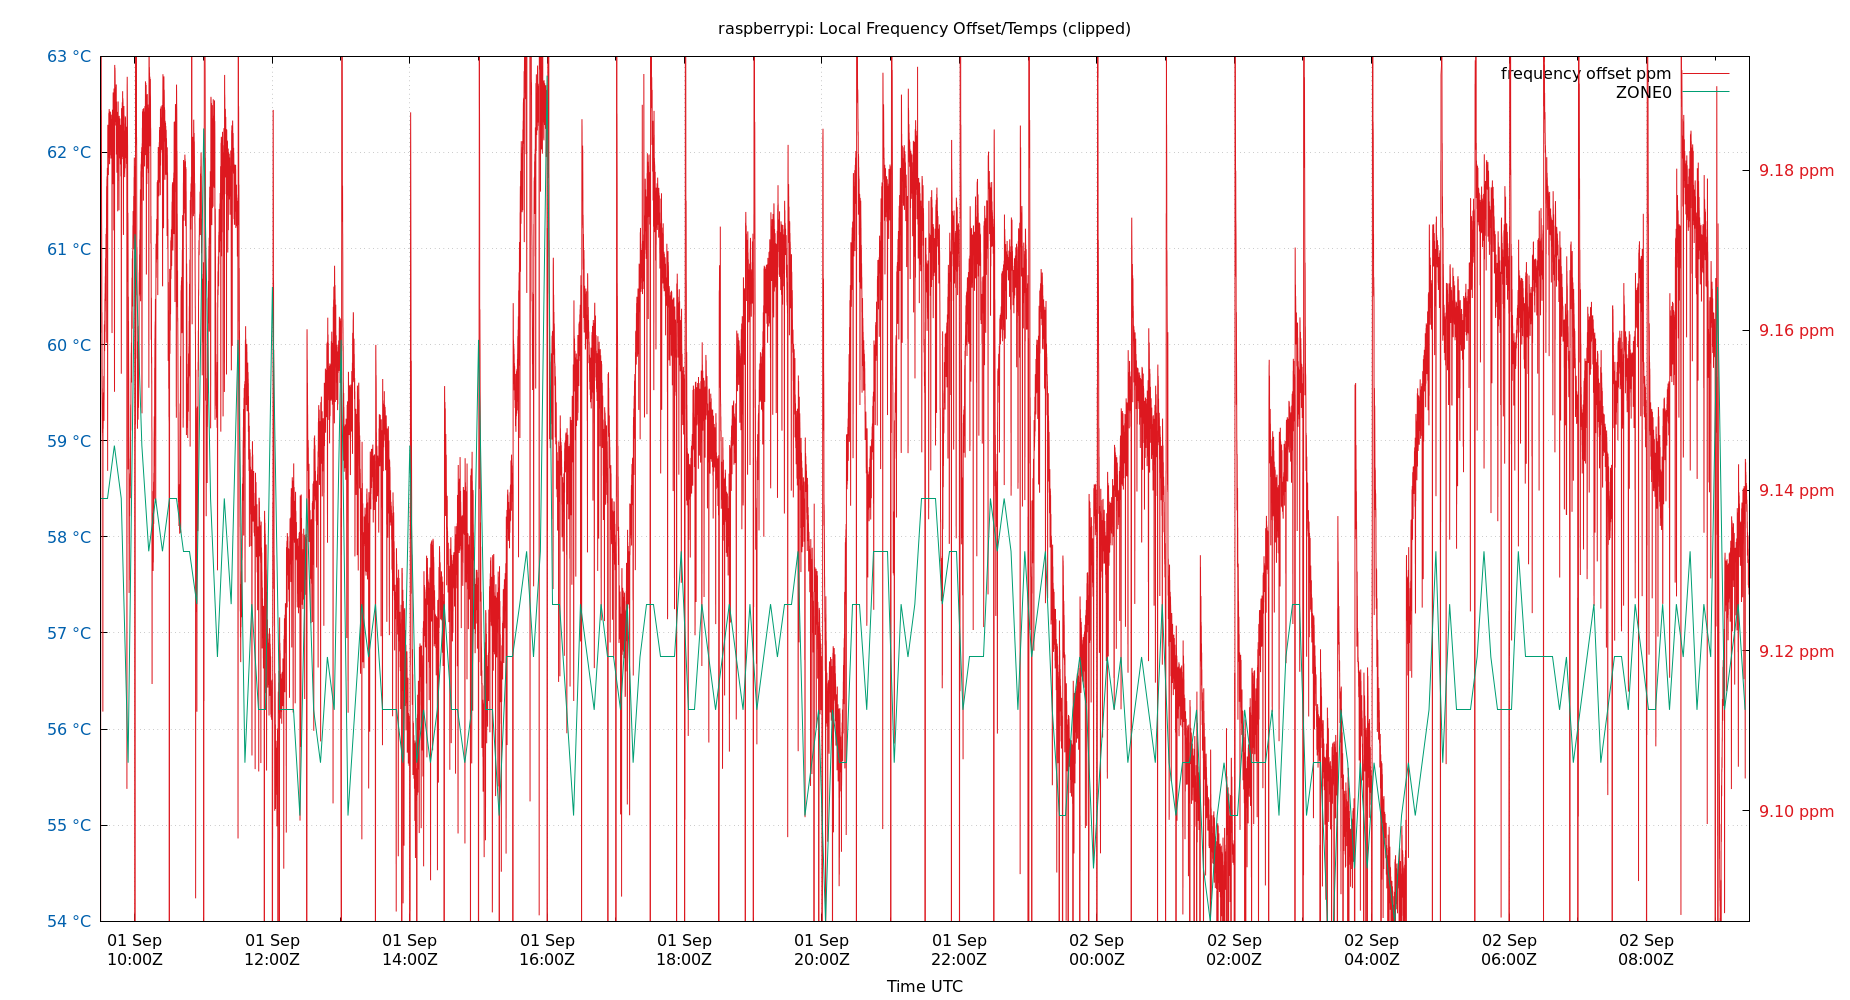 raspberrypi: Local Frequency Offset/Temps (clipped)
63 °C
62 °C
61 °C
60 °C
59 °C
58 °C
57 °C
56 °C
55 °C
54 °C
frequency offset ppm
ZONE0
9.18 ppm
9.16 ppm
9.14 ppm
9.12 ppm
9.10 ppm
01 Sep 01 Sep 01 Sep 01 Sep 01 Sep 01 Sep 01 Sep 02 Sep 02 Sep 02 Sep 02 Sep 02 Sep
10:00Z 12:00Z 14:00Z 16:00Z 18:00Z 20:00Z 22:00Z 00:00Z 02:00Z 04:00Z 06:00Z 08:00Z
Time UTC